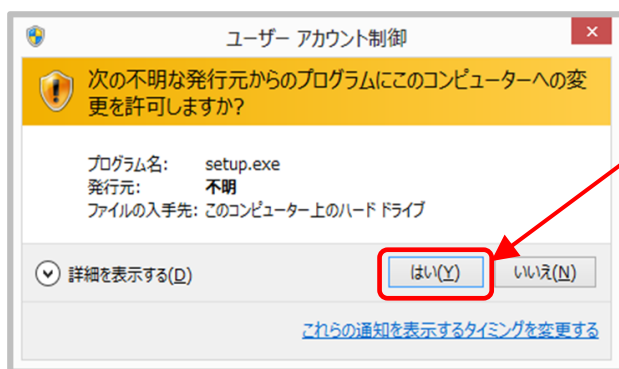 ユーザー アカウント制御
次の不明な発行元からのプログラムにこのコンピューターへの変
更を許可しますか?
プログラム名: setup.exe
発行元: 不明
ファイルの入手先: このコンピューター上のハード ドライブ
詳細を表示する(D) はい(Y) いいえ(N)
これらの通知を表示するタイミングを変更する